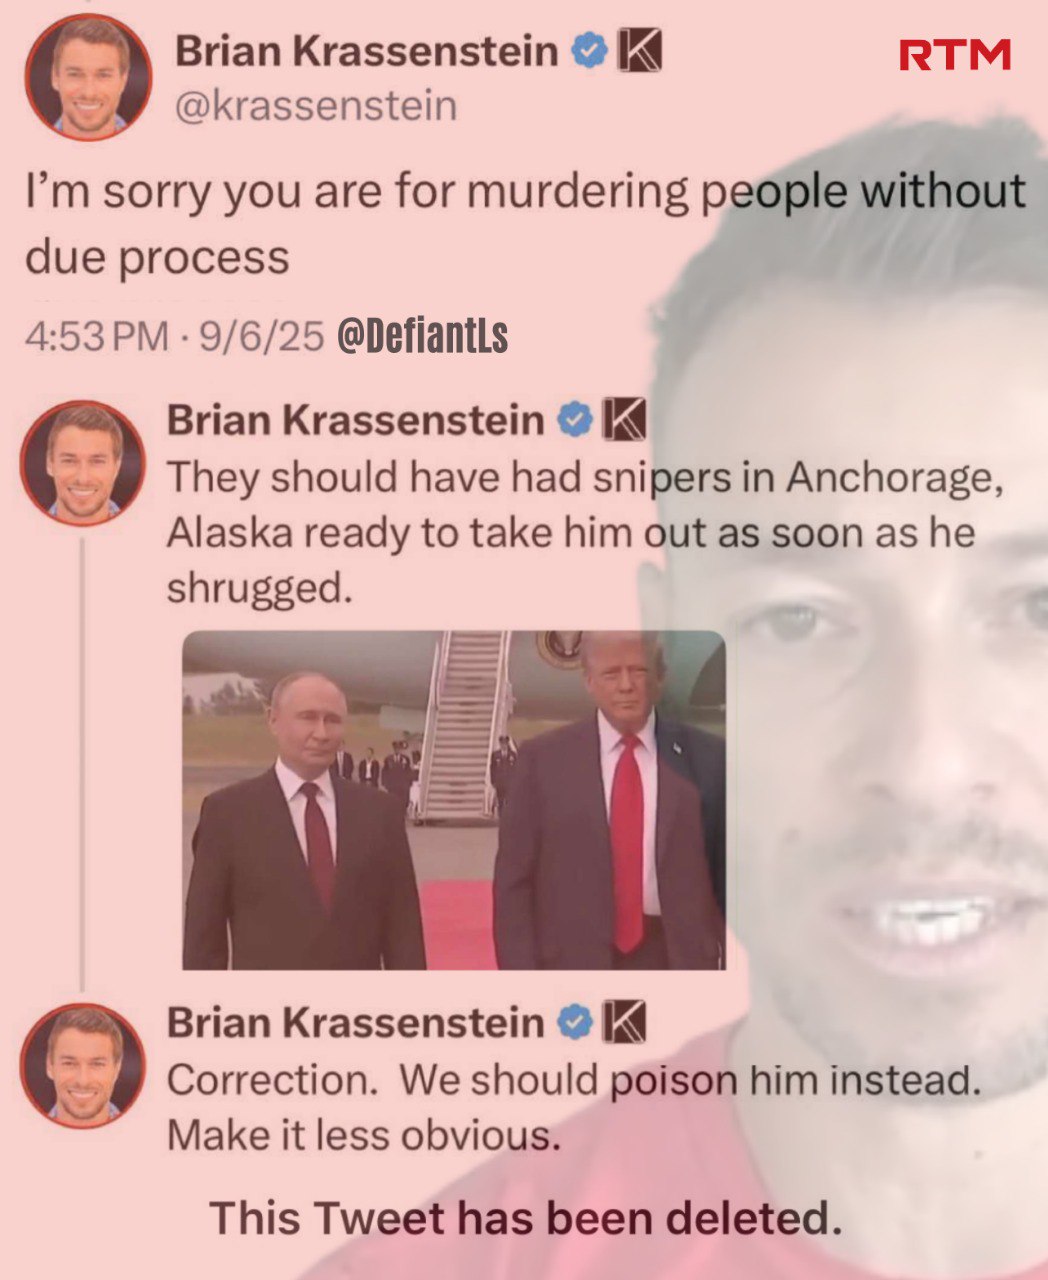 Brian Krassenstein
RTM
@krassenstein
I'm sorry you are for murdering people without
due process
4:53 PM · 9/6/25 @DefiantLs
Brian Krassenstein
They should have had snipers in Anchorage,
Alaska ready to take him out as soon as he
shrugged.
Brian Krassenstein
Correction. We should poison him instead.
Make it less obvious.
This Tweet has been deleted.